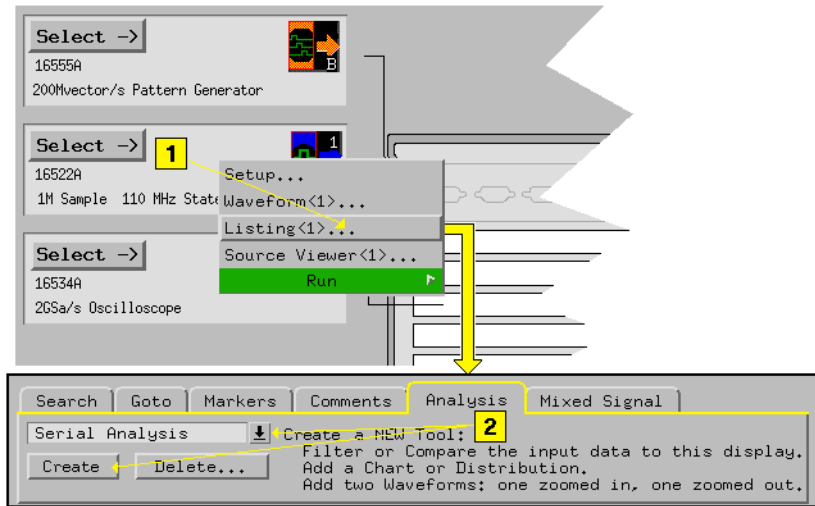 Select ->
B
16555A
200Mvector/s Pattern Generator
Select ->
1
1
16522A
1M Sample 110 MHz State
Setup...
Waveform<1>...
Listing<1>...
Source Viewer<1>...
Run
Select ->
16534A
2GSa/s Oscilloscope
Search
Goto
Markers
Comments
Analysis
Mixed Signal
Serial Analysis
2
Create a NEW Tool:
Filter or Compare the input data to this display.
Create
Delete...
Add a Chart or Distribution.
Add two Waveforms: one zoomed in, one zoomed out.